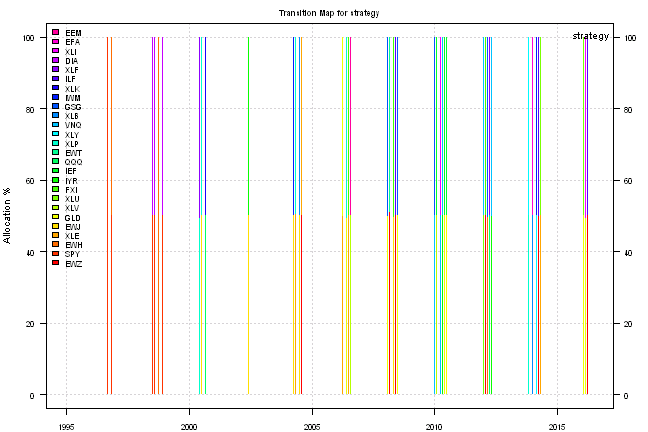 Transition Map for strategy
strategy
Allocation %
100
80
60
40
20
0
EEM
EFA
XLI
DIA
XLF
ILF
XLK
IWM
GSG
XLB
VNQ
XLY
XLP
EWT
QQQ
IEF
IYR
FXI
XLU
XLV
GLD
EWJ
XLE
EWH
SPY
EWZ
100
80
60
40
20
0
1995
2000
2005
2010
2015